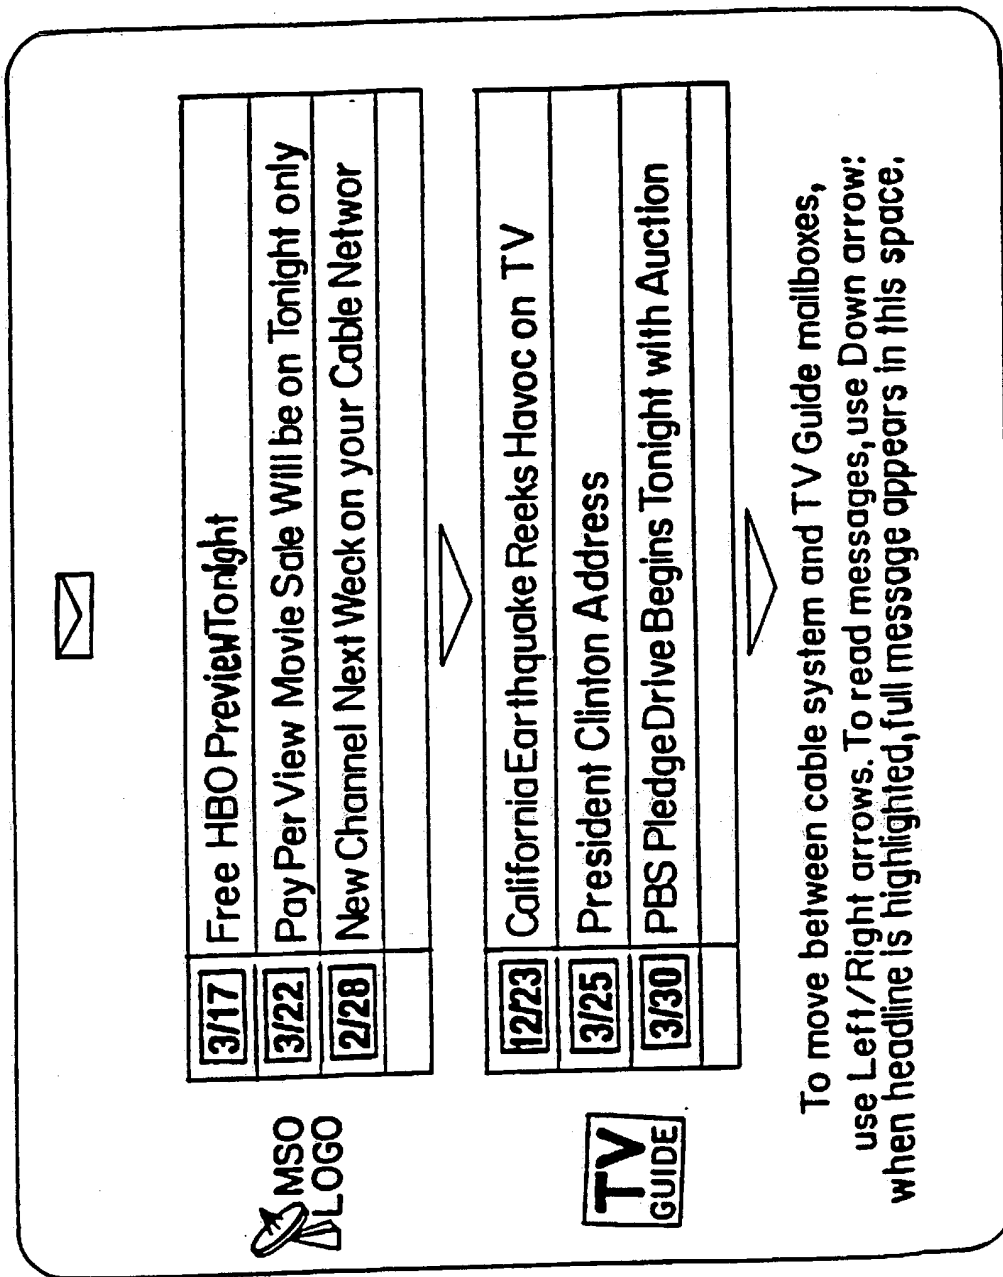 MSO
LOGO
3/17 Free HBO Preview Tonight
3/22 Pay Per View Movie Sale Will be on Tonight only
2/28 New Channel Next Weck on your Cable Networ
TV
GUIDE
12/23 California Earthquake Reeks Havoc on TV
3/25 President Clinton Address
3/30 PBS Pledge Drive Begins Tonight with Auction
To move between cable system and TV Guide mailboxes,
use Left/Right arrows. To read messages, use Down arrow:
when headline is highlighted, full message appears in this space.